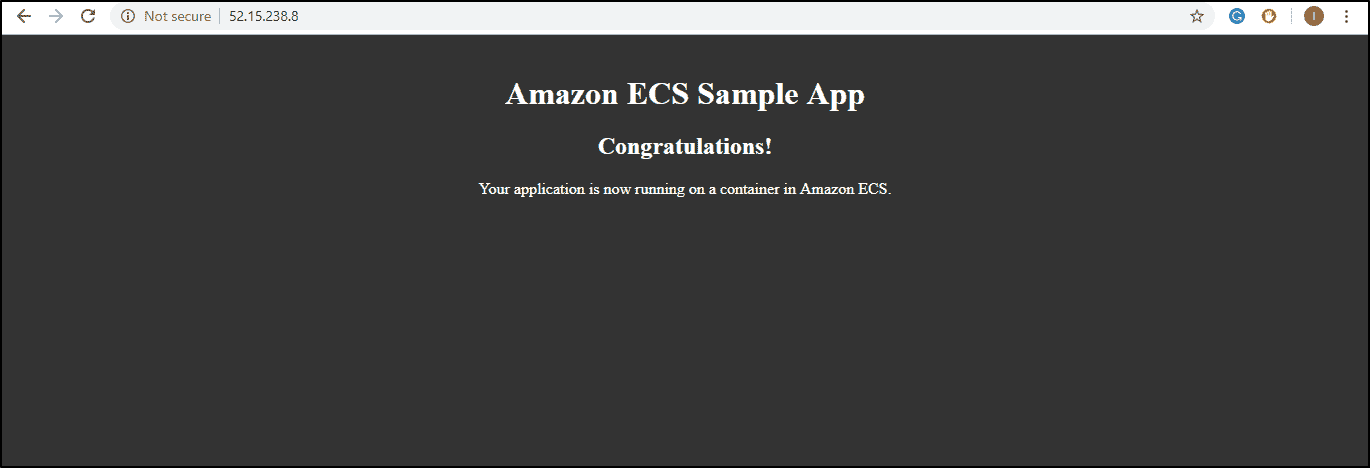 Not secure 52.15.238.8
I
Amazon ECS Sample App
Congratulations!
Your application is now running on a container in Amazon ECS.